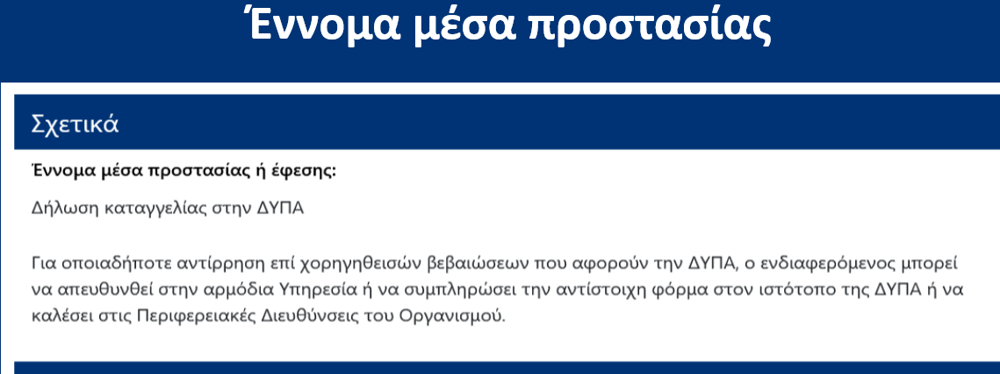 Έννομα μέσα προστασίας
Σχετικά
Έννομα μέσα προστασίας ή έφεσης:
Δήλωση καταγγελίας στην ΔΥΠΑ
Για οποιαδήποτε αντίρρηση επί χορηγηθεισών βεβαιώσεων που αφορούν την ΔΥΠΑ, ο ενδιαφερόμενος μπορεί
να απευθυνθεί στην αρμόδια Υπηρεσία ή να συμπληρώσει την αντίστοιχη φόρμα στον ιστότοπο της ΔΥΠΑ ή να
καλέσει στις Περιφερειακές Διευθύνσεις του Οργανισμού.